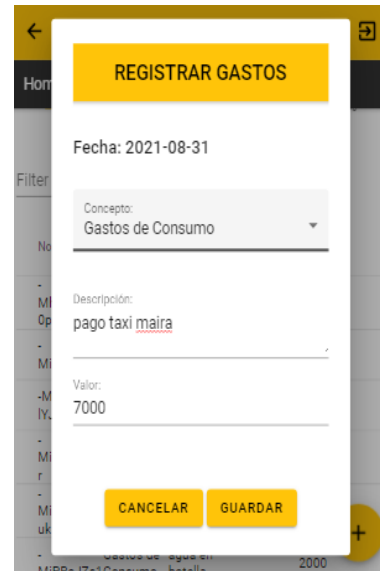 Hom
REGISTRAR GASTOS
Fecha: 2021-08-31
Filter
Concepto:
Gastos de Consumo
No
Descripción:
pago taxi maira
Valor:
7000
CANCELAR GUARDAR
2000